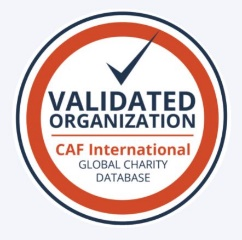 VALIDATED
ORGANIZATION
CAF International
GLOBAL CHARITY
DATABASE